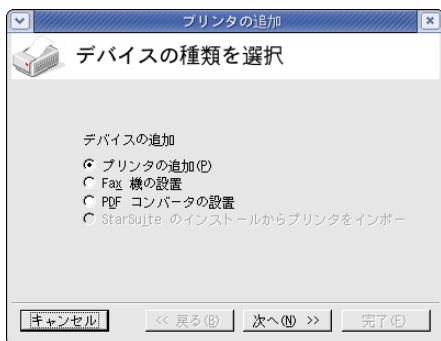 プリンタの追加
デバイスの種類を選択
デバイスの追加
プリンタの追加(P)
Fax 機の設置
PDF コンバータの設置
StarSuite のインストールからプリンタをインポー
キャンセル
<< 戻る(B)
次へ(N) >>
完了(F)